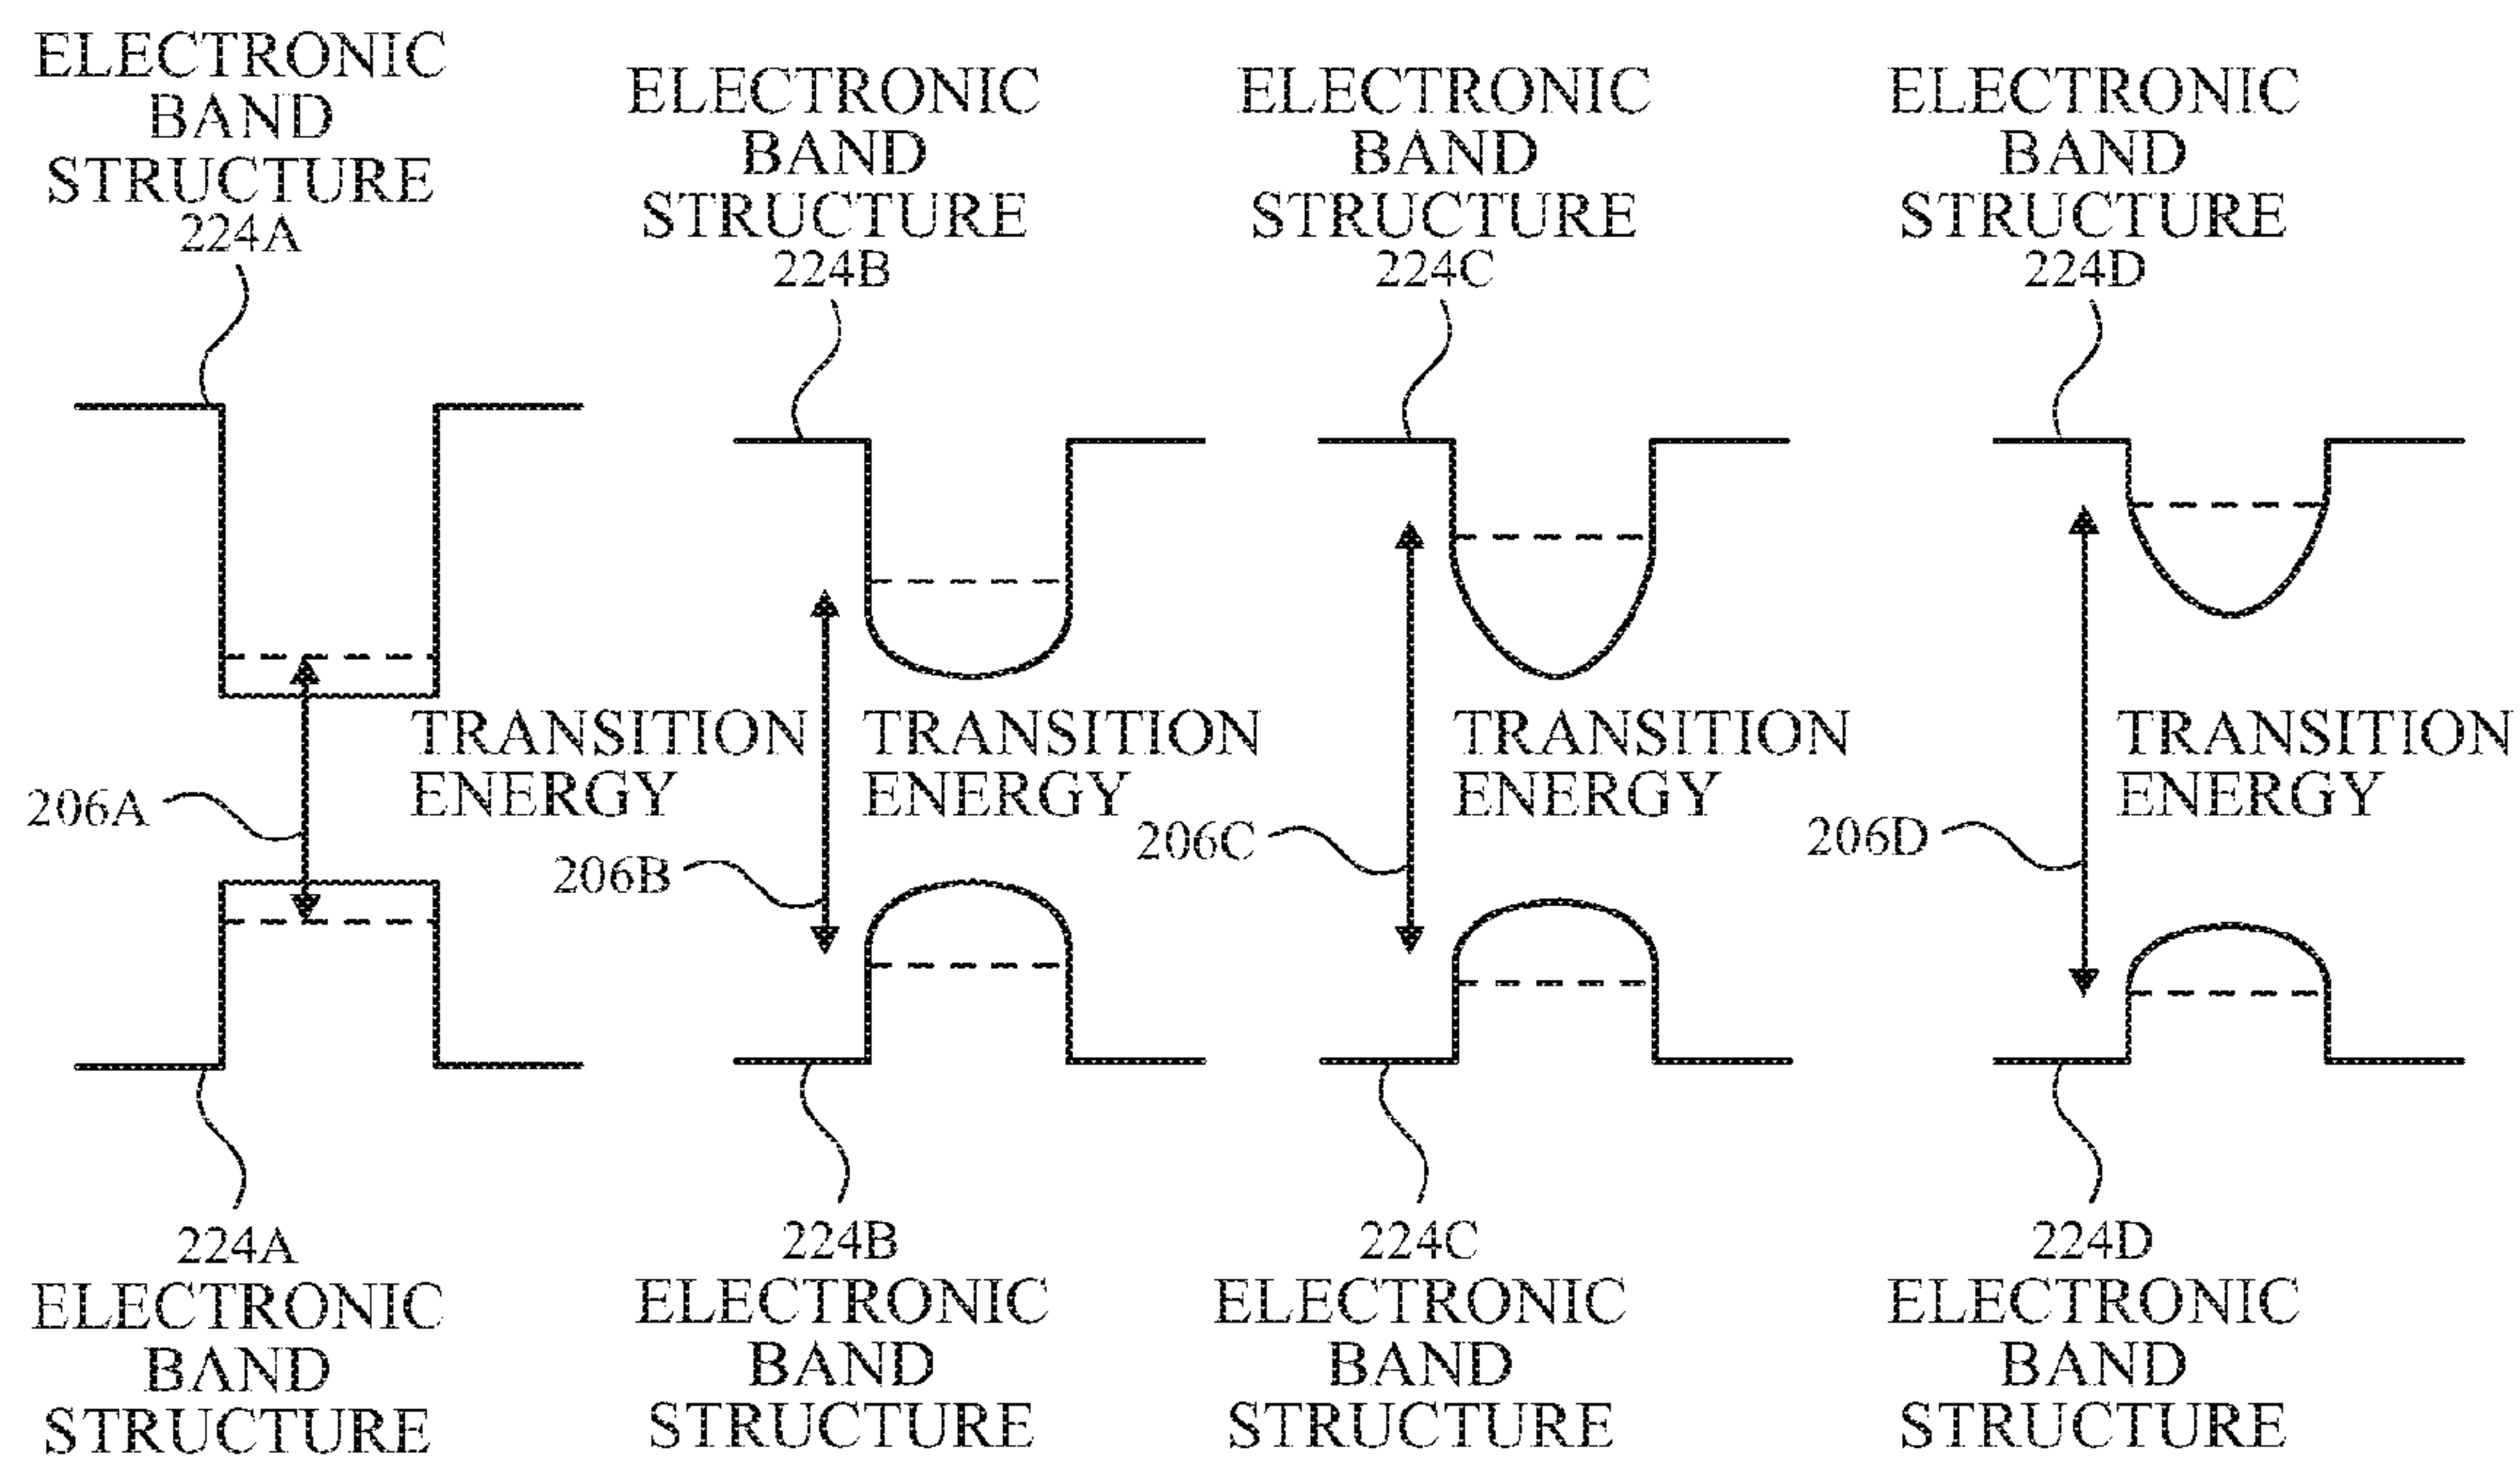 ELECTRONIC
BAND
STRUCTURE
224A
ELECTRONIC
BAND
STRUCTURE
224B
ELECTRONIC
BAND
STRUCTURE
224C
ELECTRONIC
BAND
STRUCTURE
224D
TRANSITION
ENERGY
206A
TRANSITION
ENERGY
206B
TRANSITION
ENERGY
206C
TRANSITION
ENERGY
206D
224A
ELECTRONIC
BAND
STRUCTURE
224B
ELECTRONIC
BAND
STRUCTURE
224C
ELECTRONIC
BAND
STRUCTURE
224D
ELECTRONIC
BAND
STRUCTURE